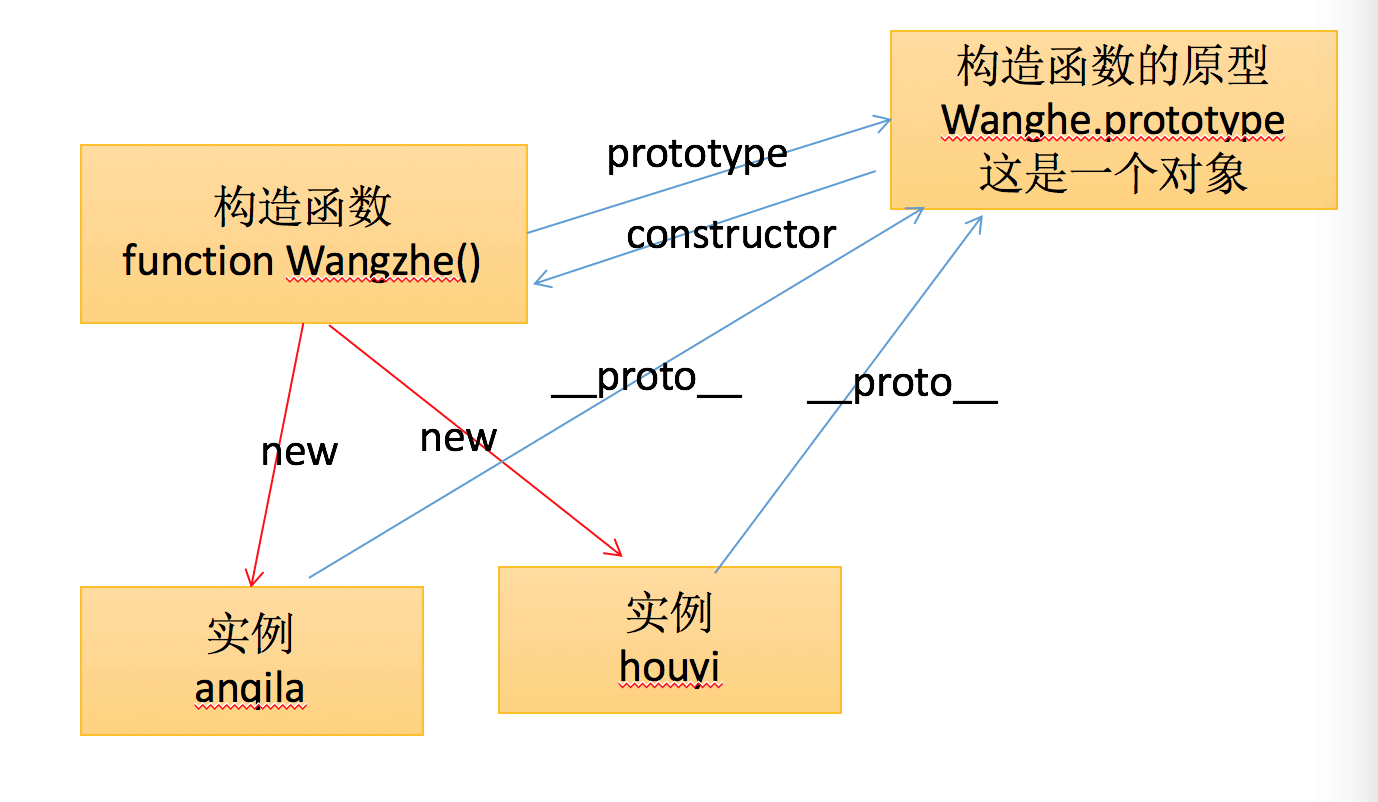 构造函数的原型
Wanghe.prototype
这是一个对象
prototype
构造函数
function Wangzhe()
constructor
__proto__
__proto__
new
new
实例
anqila
实例
houyi